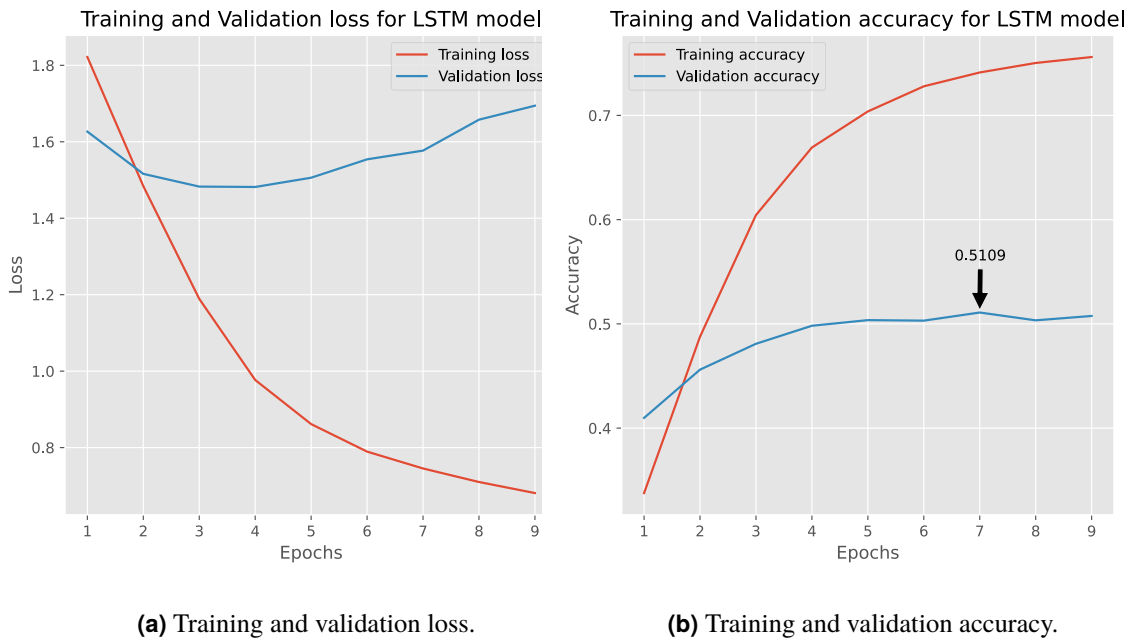 Training and Validation loss for LSTM model
Training loss
Validation loss
1.8
1.6
1.4
1.2
1.0
0.8
Loss
1 2 3 4 5 6 7 8 9
Epochs
(a) Training and validation loss.
Training and Validation accuracy for LSTM model
Training accuracy
Validation accuracy
0.7
0.6
0.5
0.4
0.5109
Accuracy
1 2 3 4 5 6 7 8 9
Epochs
(b) Training and validation accuracy.